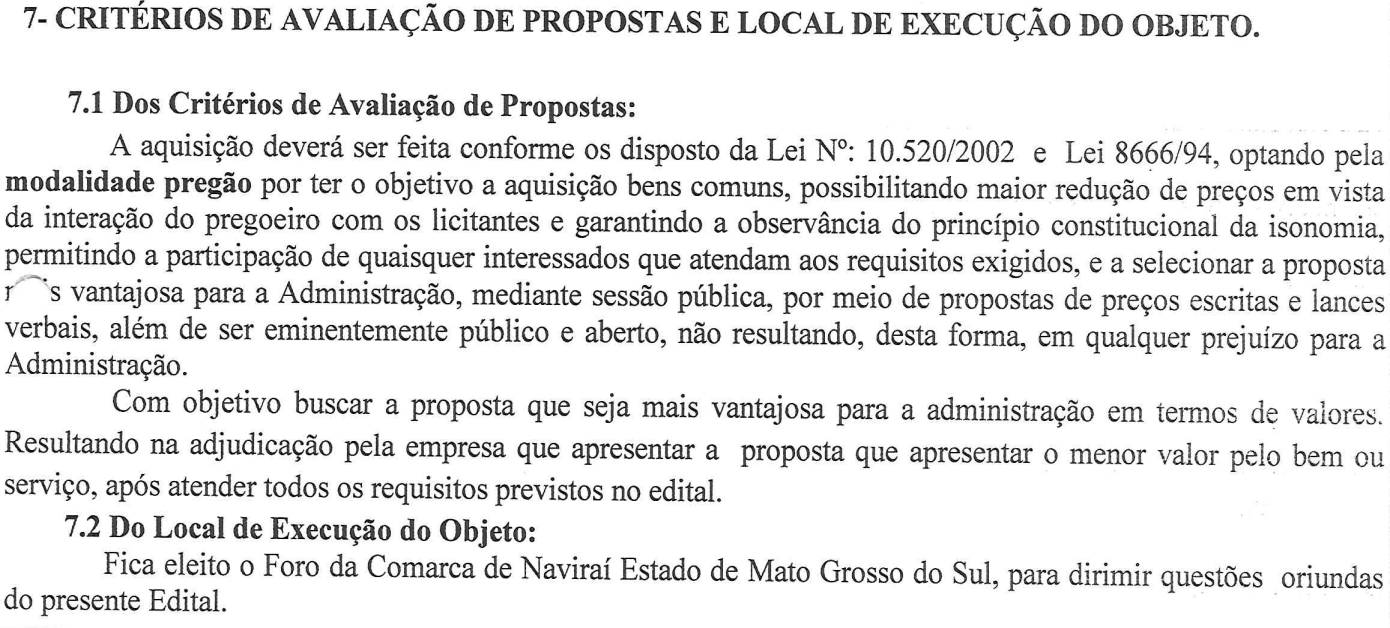 7- CRITÉRIOS DE AVALIAÇÃO DE PROPOSTAS E LOCAL DE EXECUÇÃO DO OBJETO.
7.1 Dos Critérios de Avaliação de Propostas:
A aquisição deverá ser feita conforme os disposto da Lei Nº: 10.520/2002 e Lei 8666/94, optando pela
modalidade pregão por ter o objetivo a aquisição bens comuns, possibilitando maior redução de preços em vista
da interação do pregoeiro com os licitantes e garantindo a observância do princípio constitucional da isonomia,
permitindo a participação de quaisquer interessados que atendam aos requisitos exigidos, e a selecionar a proposta
vantajosa para a Administração, mediante sessão pública, por meio de propostas de preços escritas e lances
verbais, além de ser eminentemente público e aberto, não resultando, desta forma, em qualquer prejuízo para a
Administração.
Com objetivo buscar a proposta que seja mais vantajosa para a administração em termos de valores.
Resultando na adjudicação pela empresa que apresentar a proposta que apresentar o menor valor pelo bem ou
serviço, após atender todos os requisitos previstos no edital.
7.2 Do Local de Execução do Objeto:
Fica eleito o Foro da Comarca de Naviraí Estado de Mato Grosso do Sul, para dirimir questões oriundas
do presente Edital.